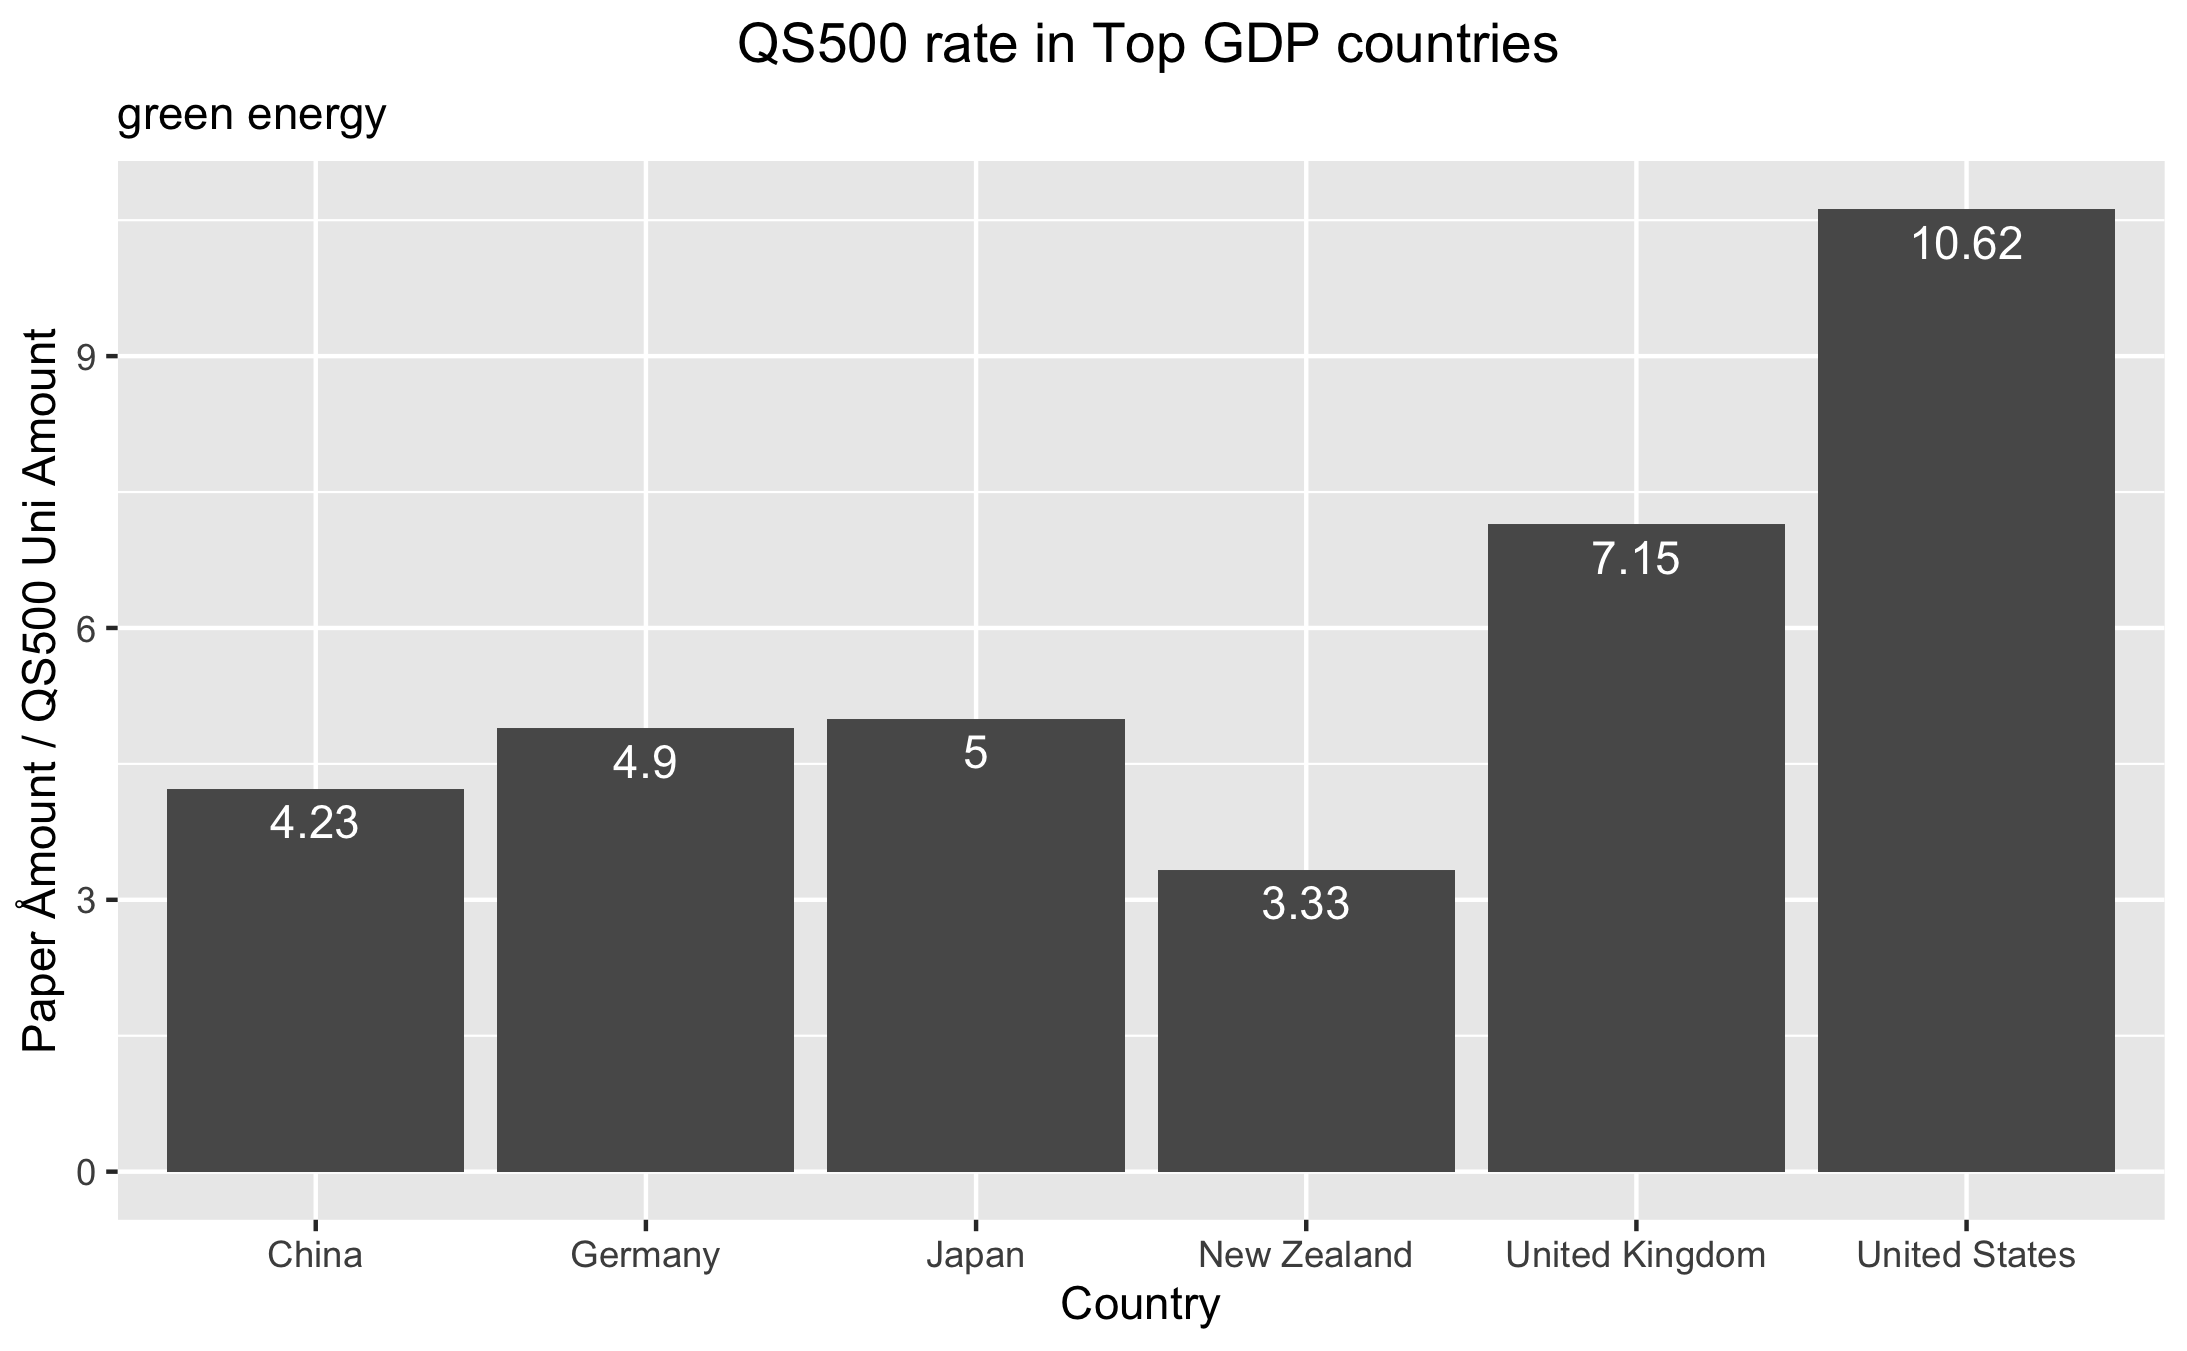 QS500 rate in Top GDP countries
green energy
Paper Åmount / QS500 Uni Amount
9
6
3
0
4.23
4.9
5
3.33
7.15
10.62
China
Germany
Japan
New Zealand
United Kingdom
United States
Country